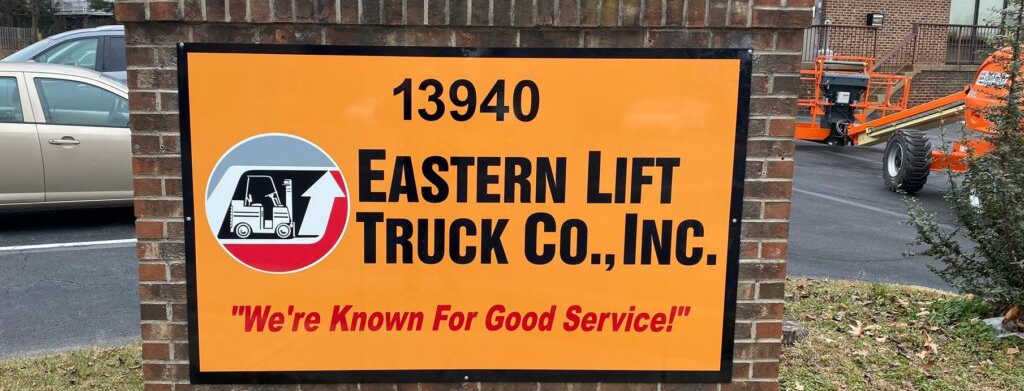 13940
EASTERN LIFT
TRUCK CO., INC.
"We're Known For Good Service!"